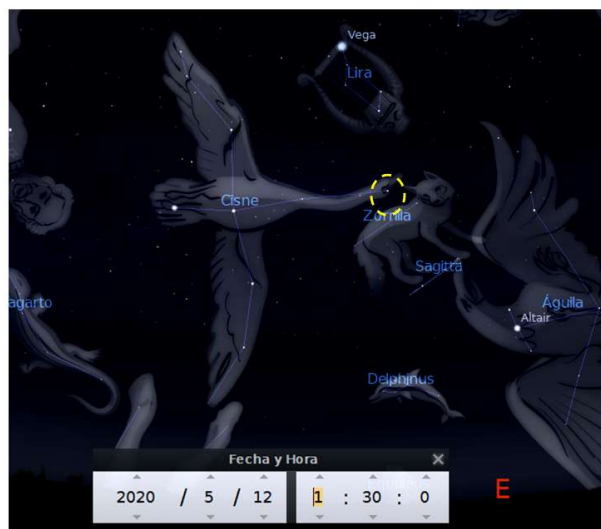 Vega
Lira
Cisne
Zorrilla
Sagitta
agarto
Águila
Altair
Delphinus
Fecha y Hora
2020 / 5 / 12 1 : 30 : 0
E